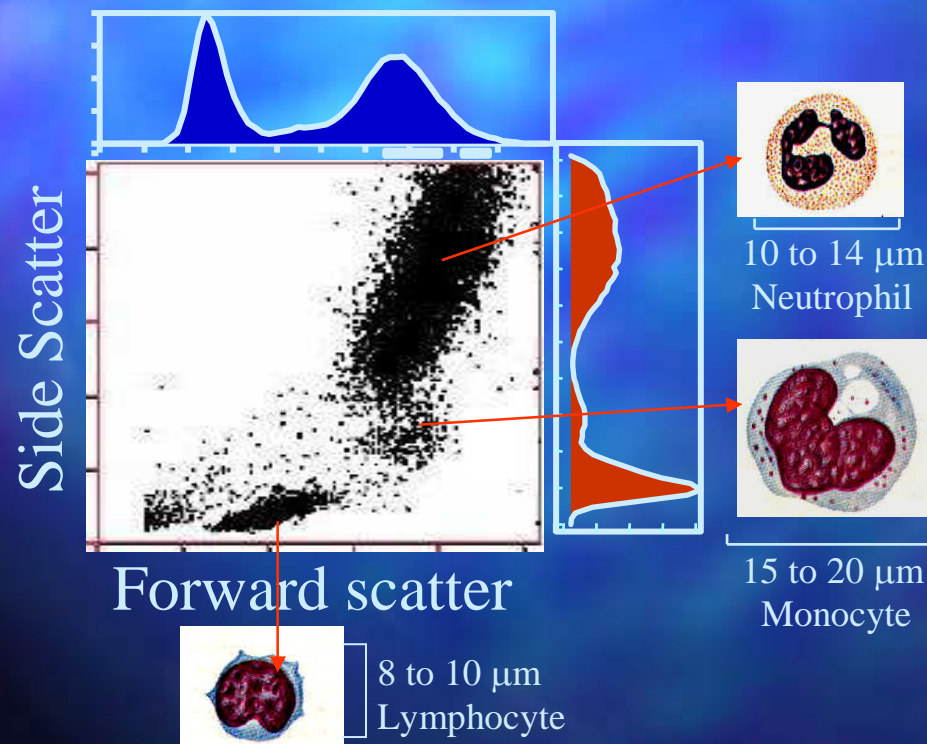 Side Scatter
Forward scatter
10 to 14 μm
Neutrophil
15 to 20 μm
Monocyte
8 to 10 μm
Lymphocyte